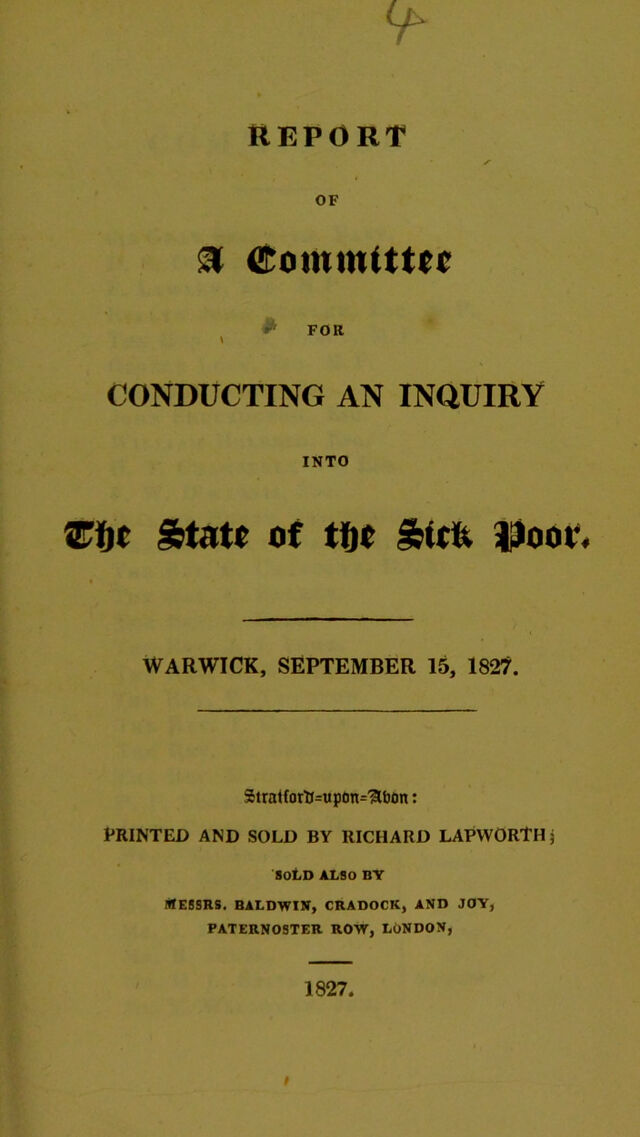 4
REPORT
OF
A Committee
FOR
CONDUCTING AN INQUIRY
INTO
The State of the Sick Poor.
WARWICK, SEPTEMBER 15, 1827.
Stratford=upon=Avon:
PRINTED AND SOLD BY RICHARD LAPWORTH;
SOLD ALSO BY
MESSRS. BALDWIN, CRADOCK, AND JOY,
PATERNOSTER ROW, LONDON,
1827.